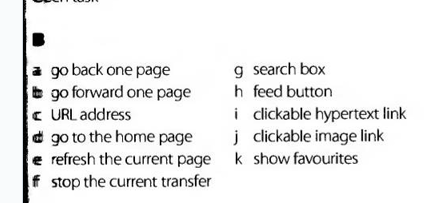 B
a go back one page
b go forward one page
c URL address
d go to the home page
e refresh the current page
f stop the current transfer
g search box
h feed button
i clickable hypertext link
j clickable image link
k show favourites